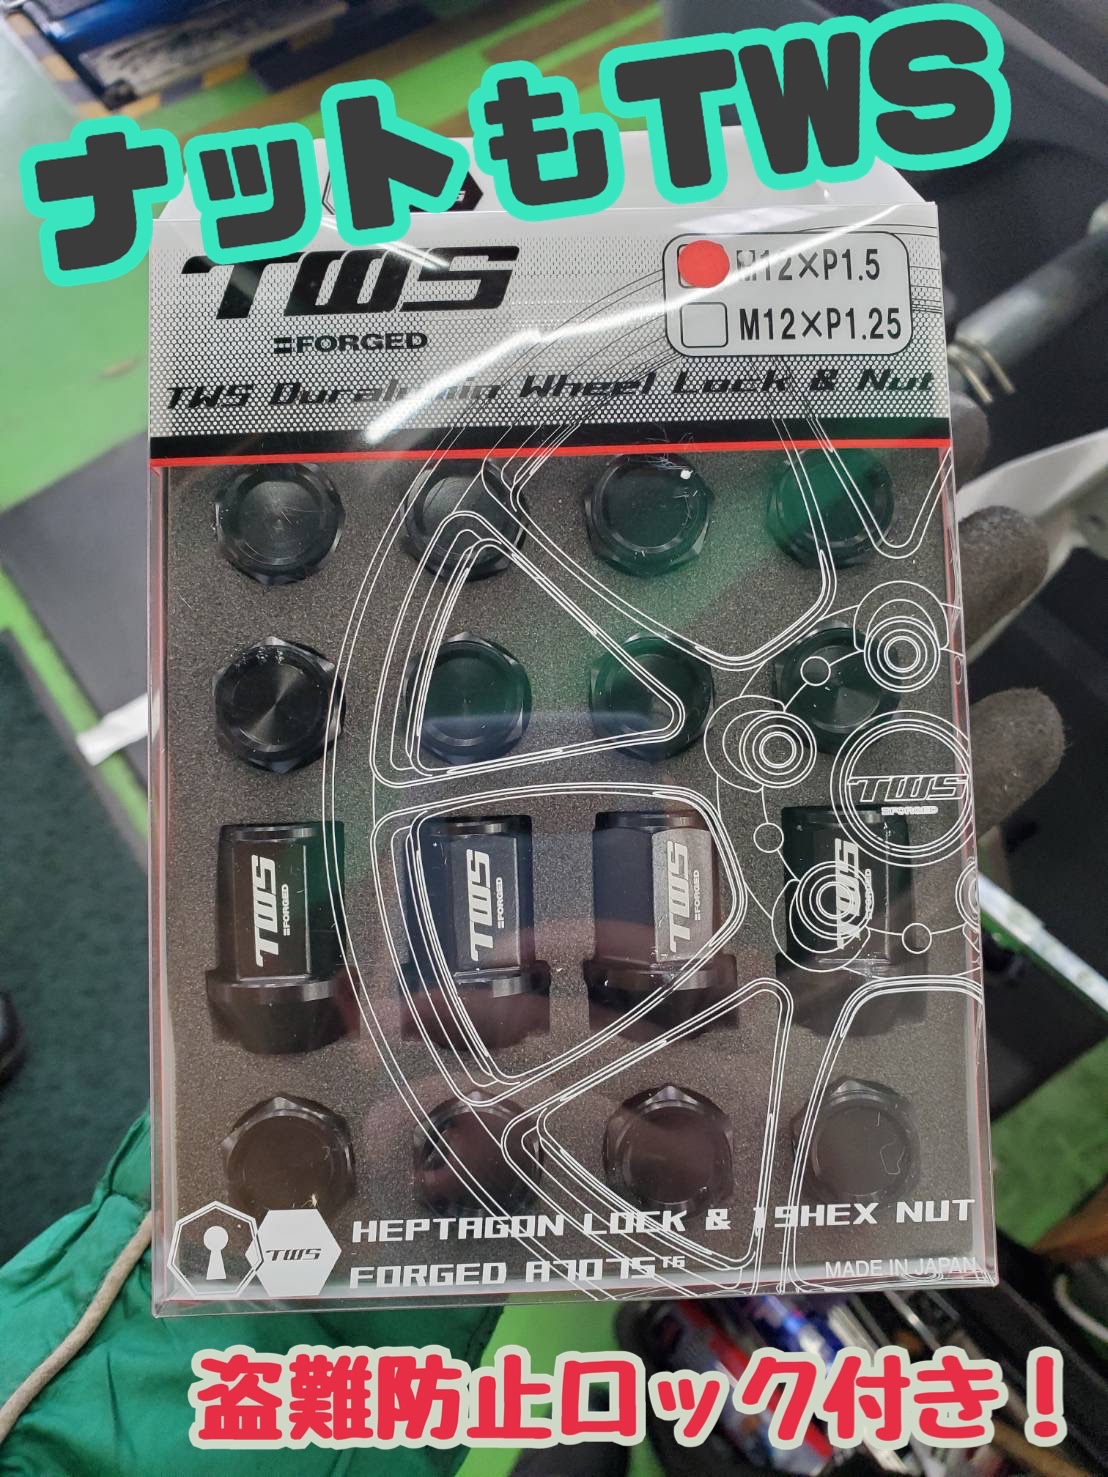 ナットもTWS
TWS
FORGED
M12×P1.5
M12×P1.25
TWS Duralumin Wheel Lock & Nut
TWS
FORGED
TWS
FORGED
TWS
FORGED
TWS
FORGED
TWS
FORGED
TWS
HEPTAGON LOCK & 19HEX NUT
FORGED A7075T6
MADE IN JAPAN
盗難防止ロック付き！